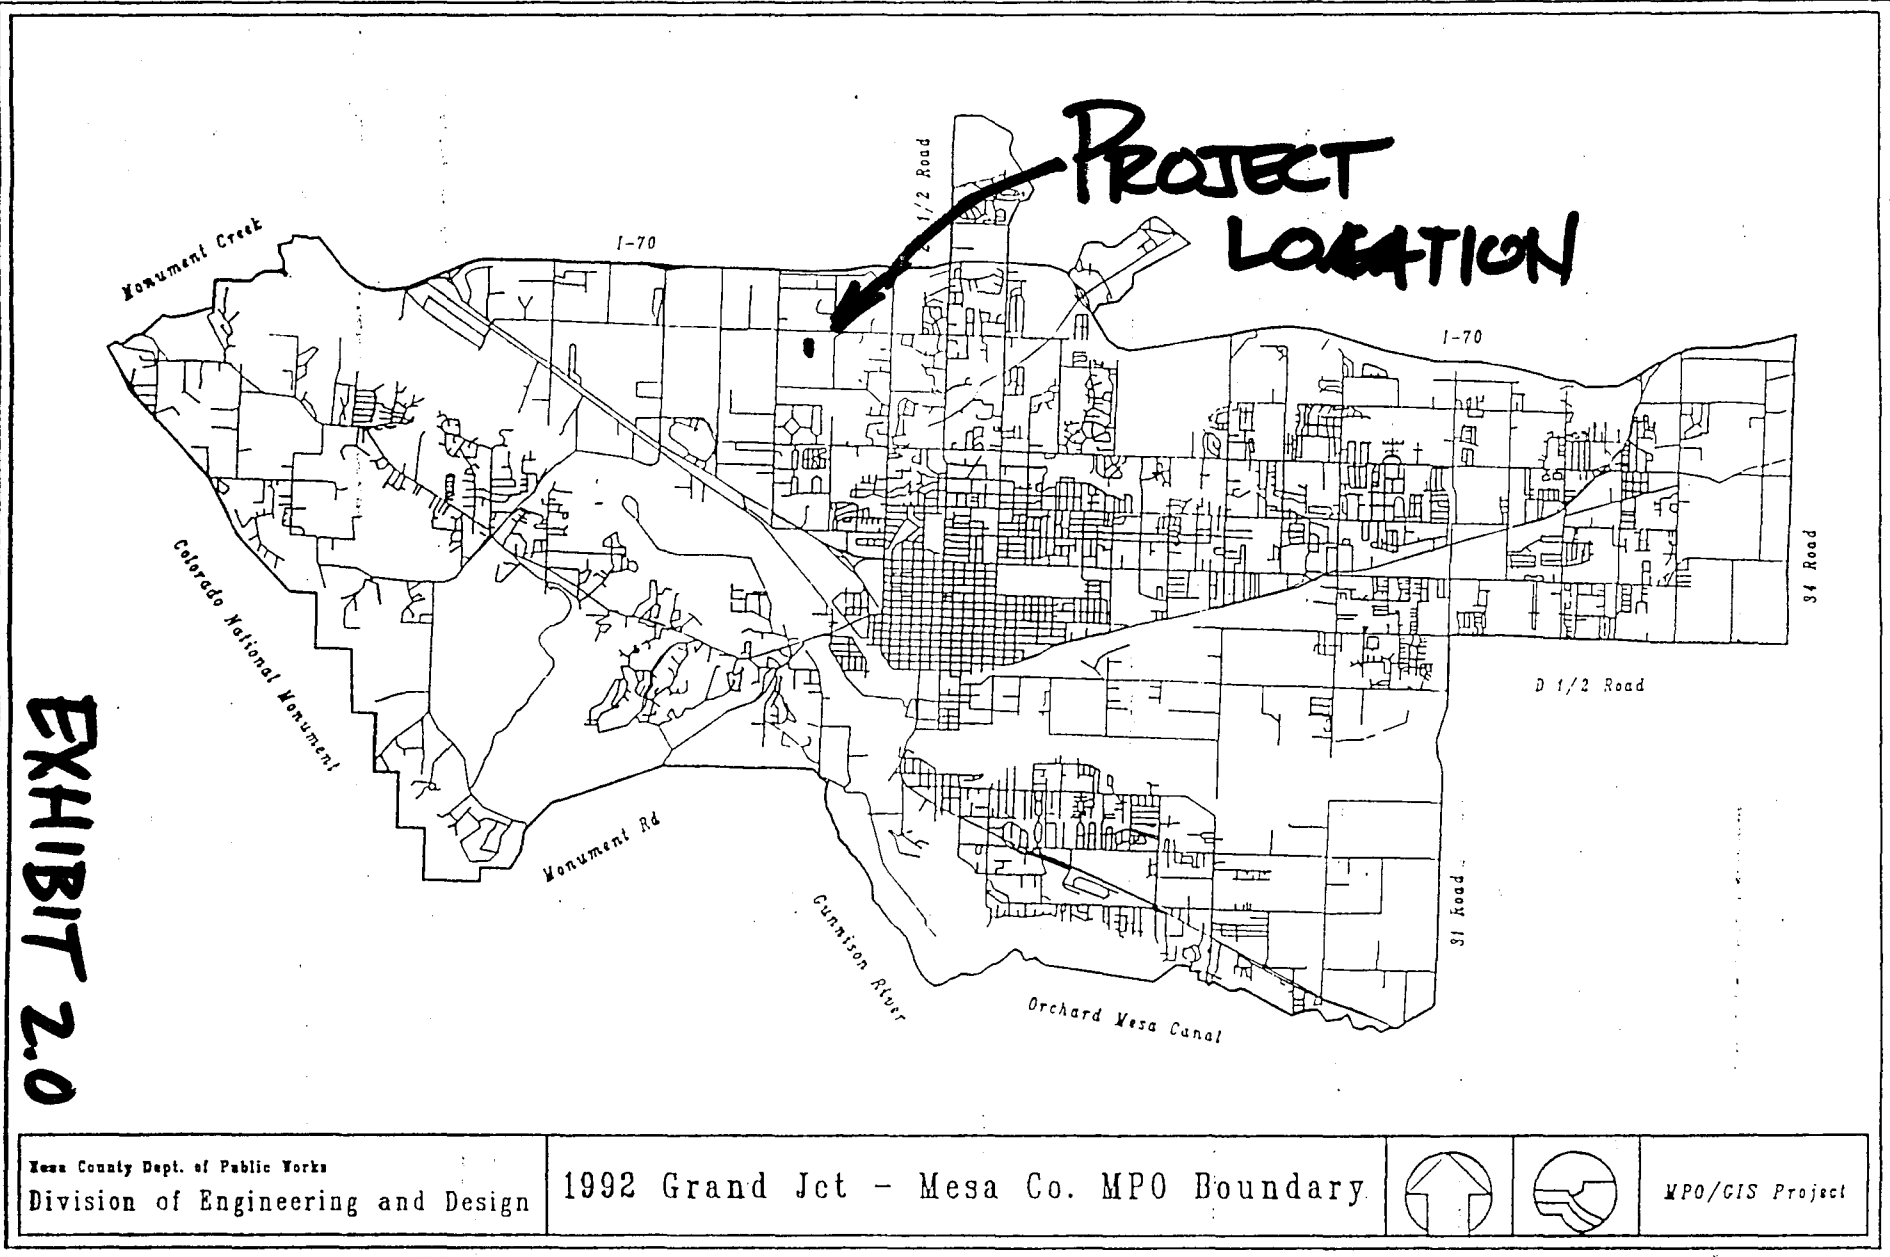 PROJECT
LOCATION
1/2 Road
Monument Creek
I-70
I-70
Colorado National Monument
34 Road
D 1/2 Road
EXHIBIT 2.0
Monument Rd
31 Road
Gunnison River
Orchard Mesa Canal
Mesa County Dept. of Public Works
Division of Engineering and Design
1992 Grand Jct - Mesa Co. MPO Boundary
MPO/GIS Project